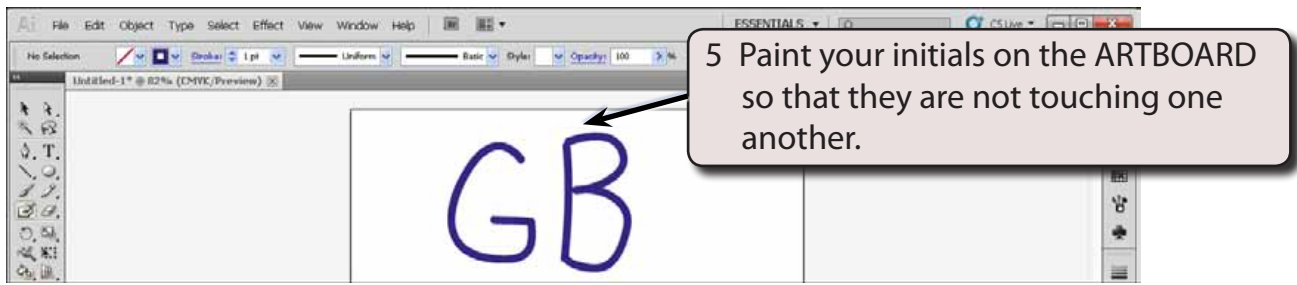 Ai File Edit Object Type Select Effect View Window Help Br ESSENTIALS CS Live
No Selection Stroke: 1 pt Uniform Basic Style: Opacity: 100 %
Untitled-1* @ 82% (CMYK/Preview)
5 Paint your initials on the ARTBOARD
so that they are not touching one
another.
GB